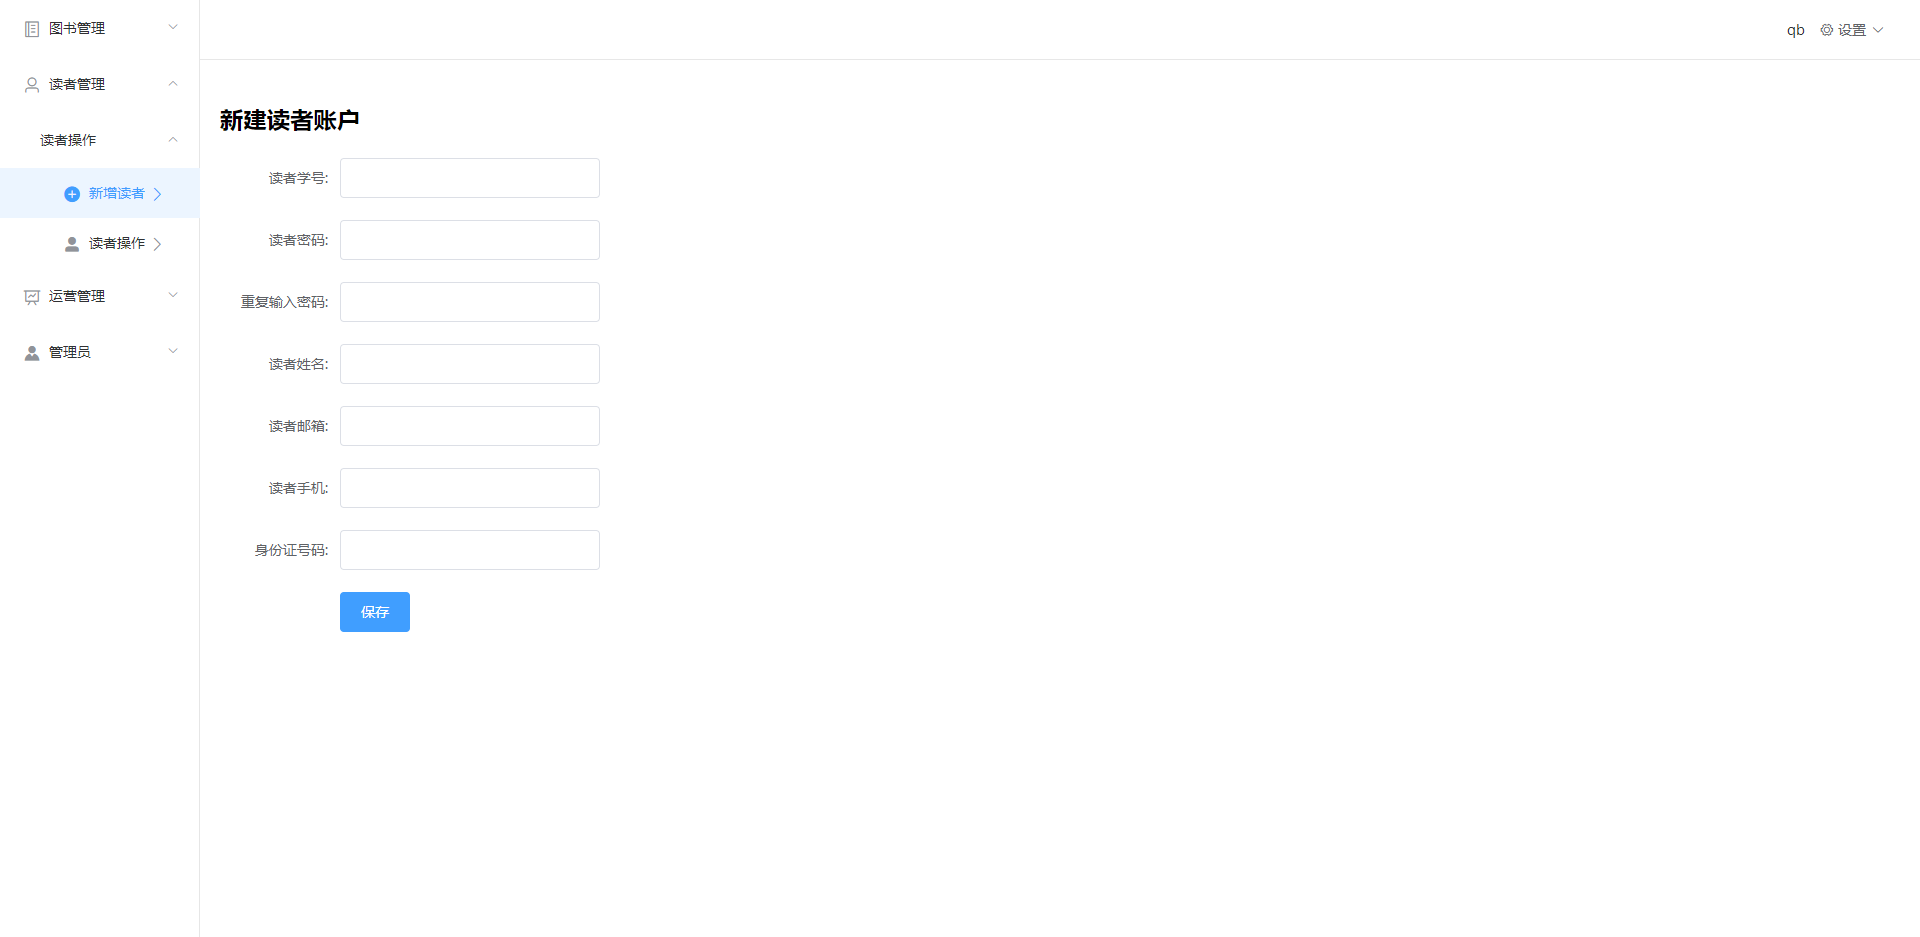 图书管理
读者管理
读者操作
新增读者
读者操作
运营管理
管理员
qb 设置
新建读者账户
读者学号:
读者密码:
重复输入密码:
读者姓名:
读者邮箱:
读者手机:
身份证号码:
保存